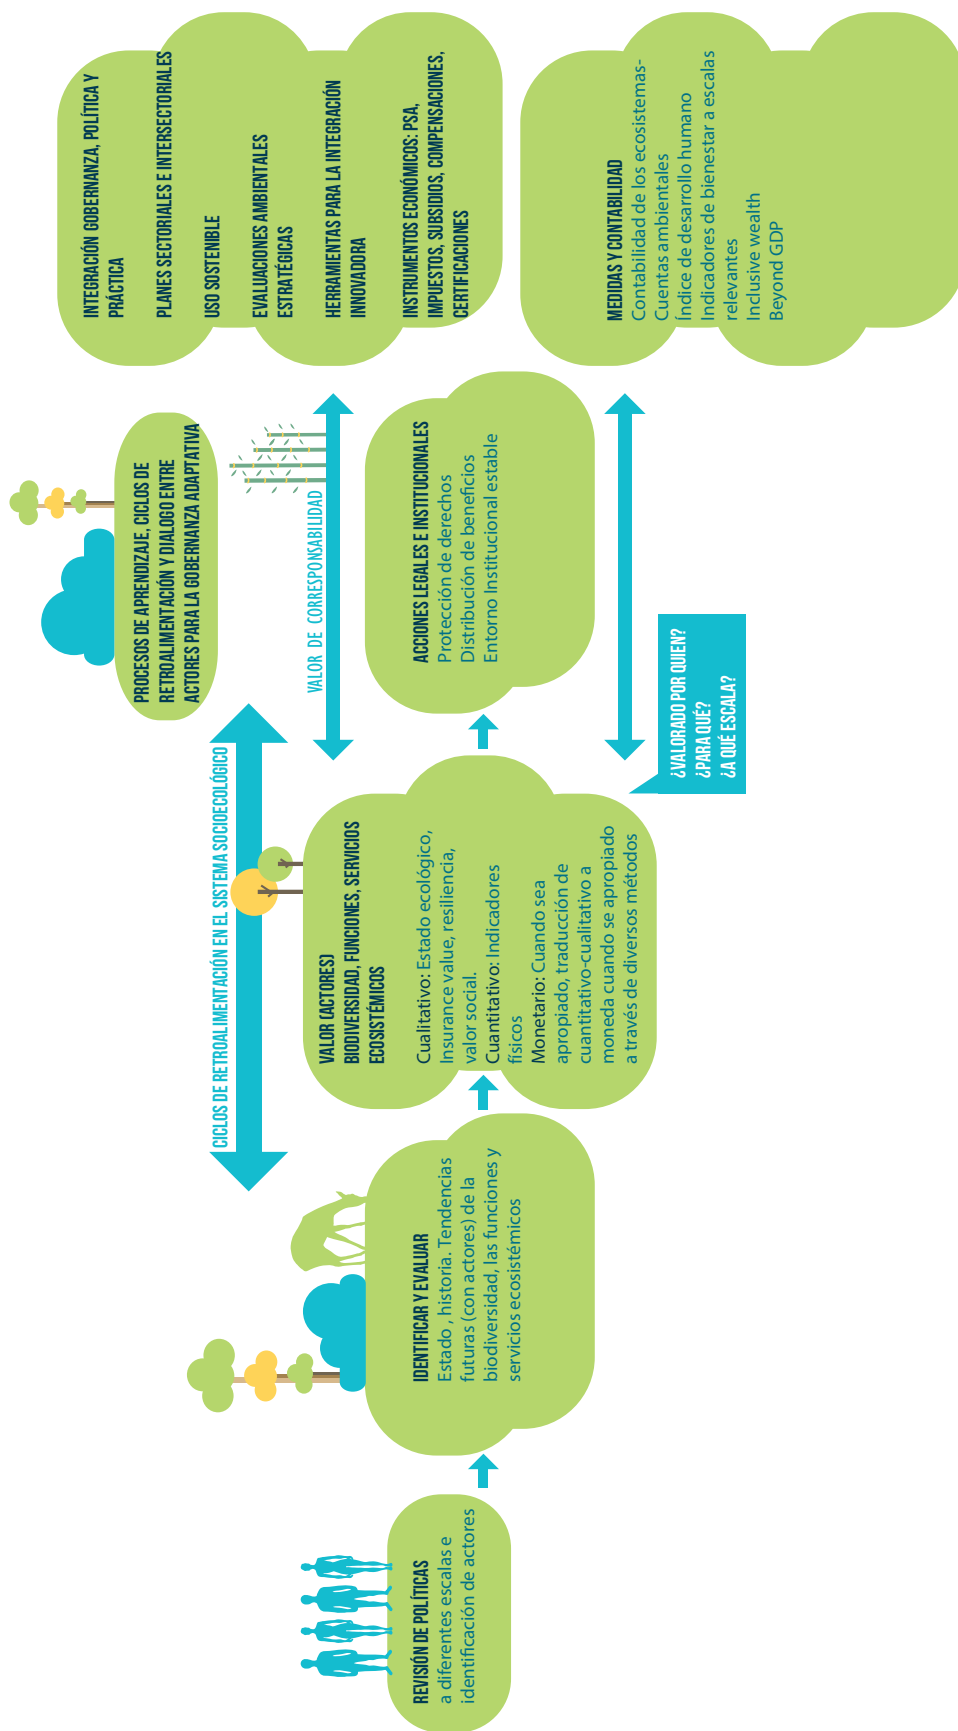 REVISIÓN DE POLÍTICAS
a diferentes escalas e
identificación de actores
IDENTIFICAR Y EVALUAR
Estado , historia. Tendencias
futuras (con actores) de la
biodiversidad, las funciones y
servicios ecosistémicos
CICLOS DE RETROALIMENTACIÓN EN EL SISTEMA SOCIOECOLÓGICO
VALOR (ACTORES)
BIODIVERSIDAD, FUNCIONES, SERVICIOS
ECOSISTÉMICOS
Cualitativo: Estado ecológico,
Insurance value, resiliencia,
valor social.
Cuantitativo: Indicadores
físicos
Monetario: Cuando sea
apropiado, traducción de
cuantitativo-cualitativo a
moneda cuando se apropiado
a través de diversos métodos
¿VALORADO POR QUIEN?
¿PARA QUÉ?
¿A QUÉ ESCALA?
PROCESOS DE APRENDIZAJE, CICLOS DE
RETROALIMENTACIÓN Y DIALOGO ENTRE
ACTORES PARA LA GOBERNANZA ADAPTATIVA
VALOR DE CORRESPONSABILIDAD
ACCIONES LEGALES E INSTITUCIONALES
Protección de derechos
Distribución de beneficios
Entorno Institucional estable
INTEGRACIÓN GOBERNANZA, POLÍTICA Y
PRÁCTICA
PLANES SECTORIALES E INTERSECTORIALES
USO SOSTENIBLE
EVALUACIONES AMBIENTALES
ESTRATÉGICAS
HERRAMIENTAS PARA LA INTEGRACIÓN
INNOVADORA
INSTRUMENTOS ECONÓMICOS: PSA,
IMPUESTOS, SUBSIDIOS, COMPENSACIONES,
CERTIFICACIONES
MEDIDAS Y CONTABILIDAD
Contabilidad de los ecosistemas-
Cuentas ambientales
Índice de desarrollo humano
Indicadores de bienestar a escalas
relevantes
Inclusive wealth
Beyond GDP